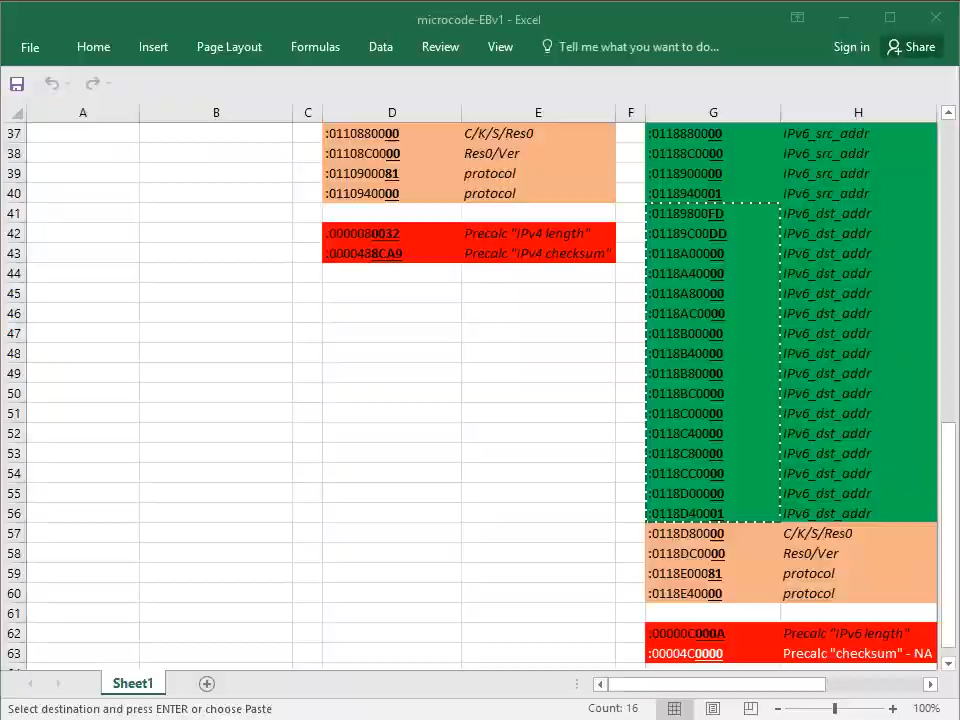 microcode-EBv1 - Excel
File Home Insert Page Layout Formulas Data Review View Tell me what you want to do... Sign in Share
A B C D E F G H
37 :0110880000 C/K/S/Res0 :0118880000 IPv6_src_addr
38 :01108C0000 Res0/Ver :01188C0000 IPv6_src_addr
39 :0110900081 protocol :0118900000 IPv6_src_addr
40 :0110940000 protocol :0118940001 IPv6_src_addr
41 :01189800FD IPv6_dst_addr
42 :0000080032 Precalc "IPv4 length" :01189C00DD IPv6_dst_addr
43 :0000488CA9 Precalc "IPv4 checksum" :0118A00000 IPv6_dst_addr
44 :0118A40000 IPv6_dst_addr
45 :0118A80000 IPv6_dst_addr
46 :0118AC0000 IPv6_dst_addr
47 :0118B00000 IPv6_dst_addr
48 :0118B40000 IPv6_dst_addr
49 :0118B80000 IPv6_dst_addr
50 :0118BC0000 IPv6_dst_addr
51 :0118C00000 IPv6_dst_addr
52 :0118C40000 IPv6_dst_addr
53 :0118C80000 IPv6_dst_addr
54 :0118CC0000 IPv6_dst_addr
55 :0118D00000 IPv6_dst_addr
56 :0118D40001 IPv6_dst_addr
57 :0118D80000 C/K/S/Res0
58 :0118DC0000 Res0/Ver
59 :0118E00081 protocol
60 :0118E40000 protocol
61
62 :00000C000A Precalc "IPv6 length"
63 :00004C0000 Precalc "checksum" - NA
Sheet1
Select destination and press ENTER or choose Paste Count: 16 100%